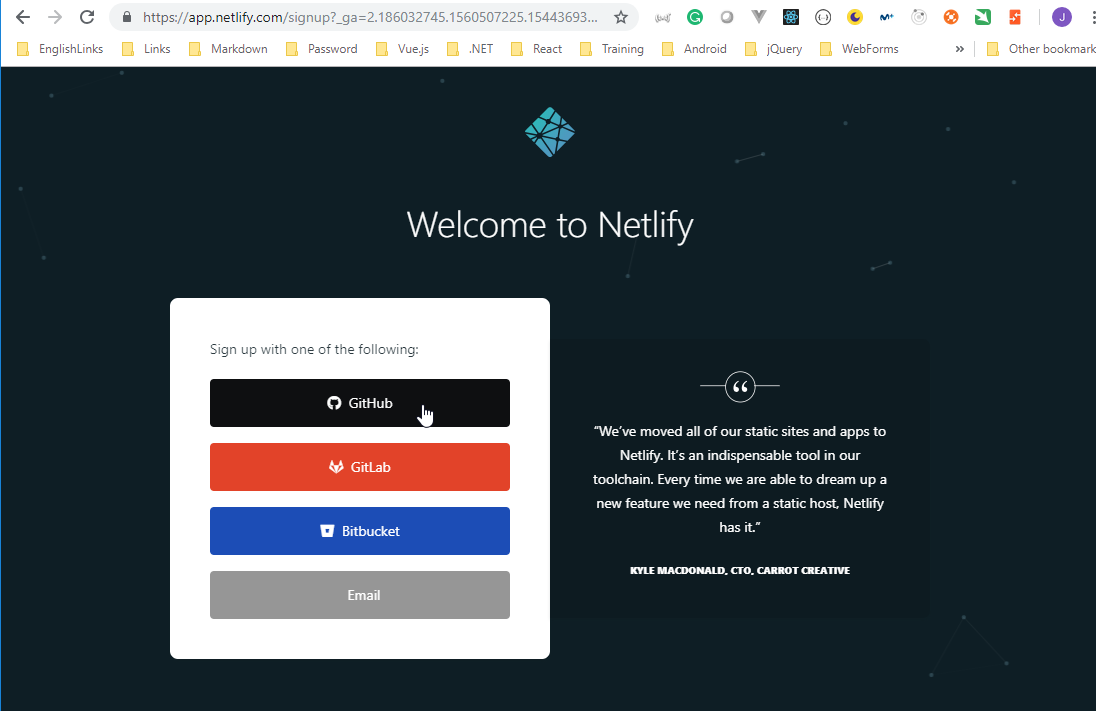 https://app.netlify.com/signup?_ga=2.186032745.1560507225.15443693...
J
EnglishLinks
Links
Markdown
Password
Vue.js
.NET
React
Training
Android
jQuery
WebForms
»
Other bookmark
Welcome to Netlify
Sign up with one of the following:
GitHub
GitLab
Bitbucket
Email
“We’ve moved all of our static sites and apps to
Netlify. It’s an indispensable tool in our
toolchain. Every time we are able to dream up a
new feature we need from a static host, Netlify
has it.”
KYLE MACDONALD, CTO, CARROT CREATIVE